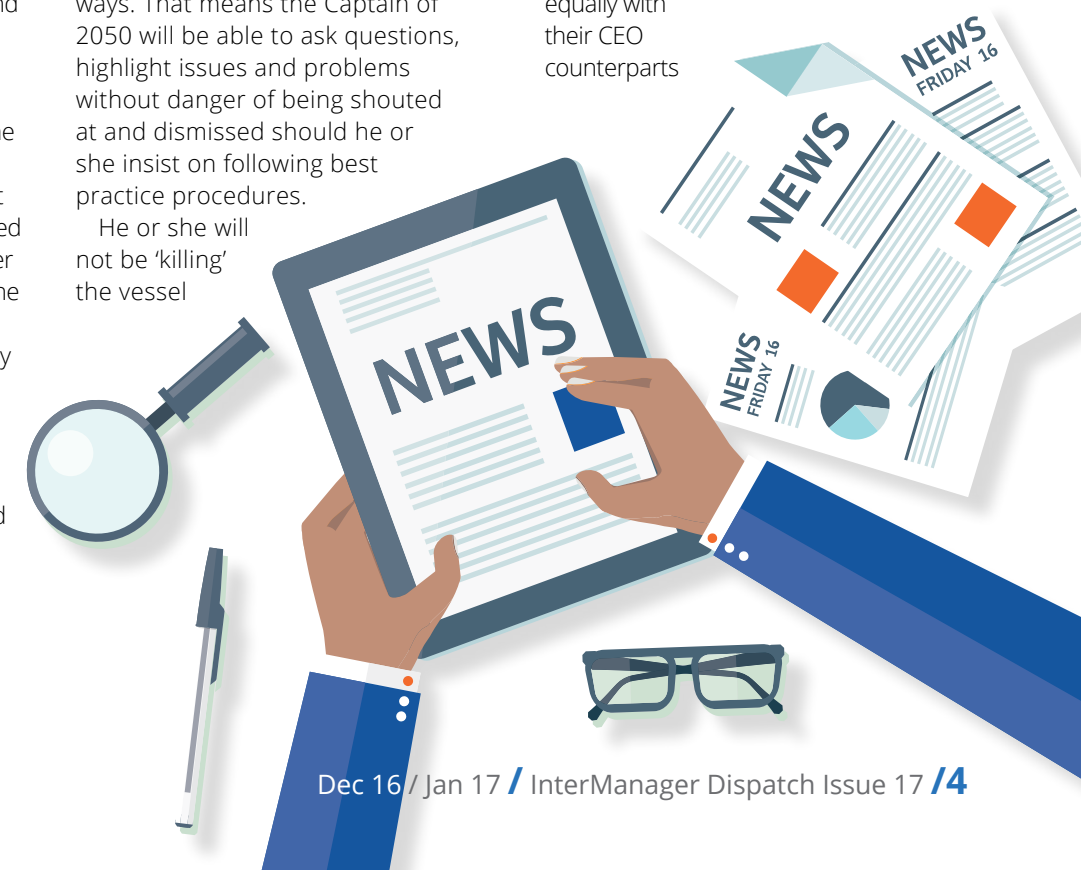 ways. That means the Captain of
2050 will be able to ask questions,
highlight issues and problems
without danger of being shouted
at and dismissed should he or
she insist on following best
practice procedures.
He or she will
not be ‘killing’
the vessel
equally with
their CEO
counterparts
NEWS
FRIDAY 16
NEWS
NEWS
FRIDAY 16
NEWS
Dec 16 / Jan 17 / InterManager Dispatch Issue 17 /4